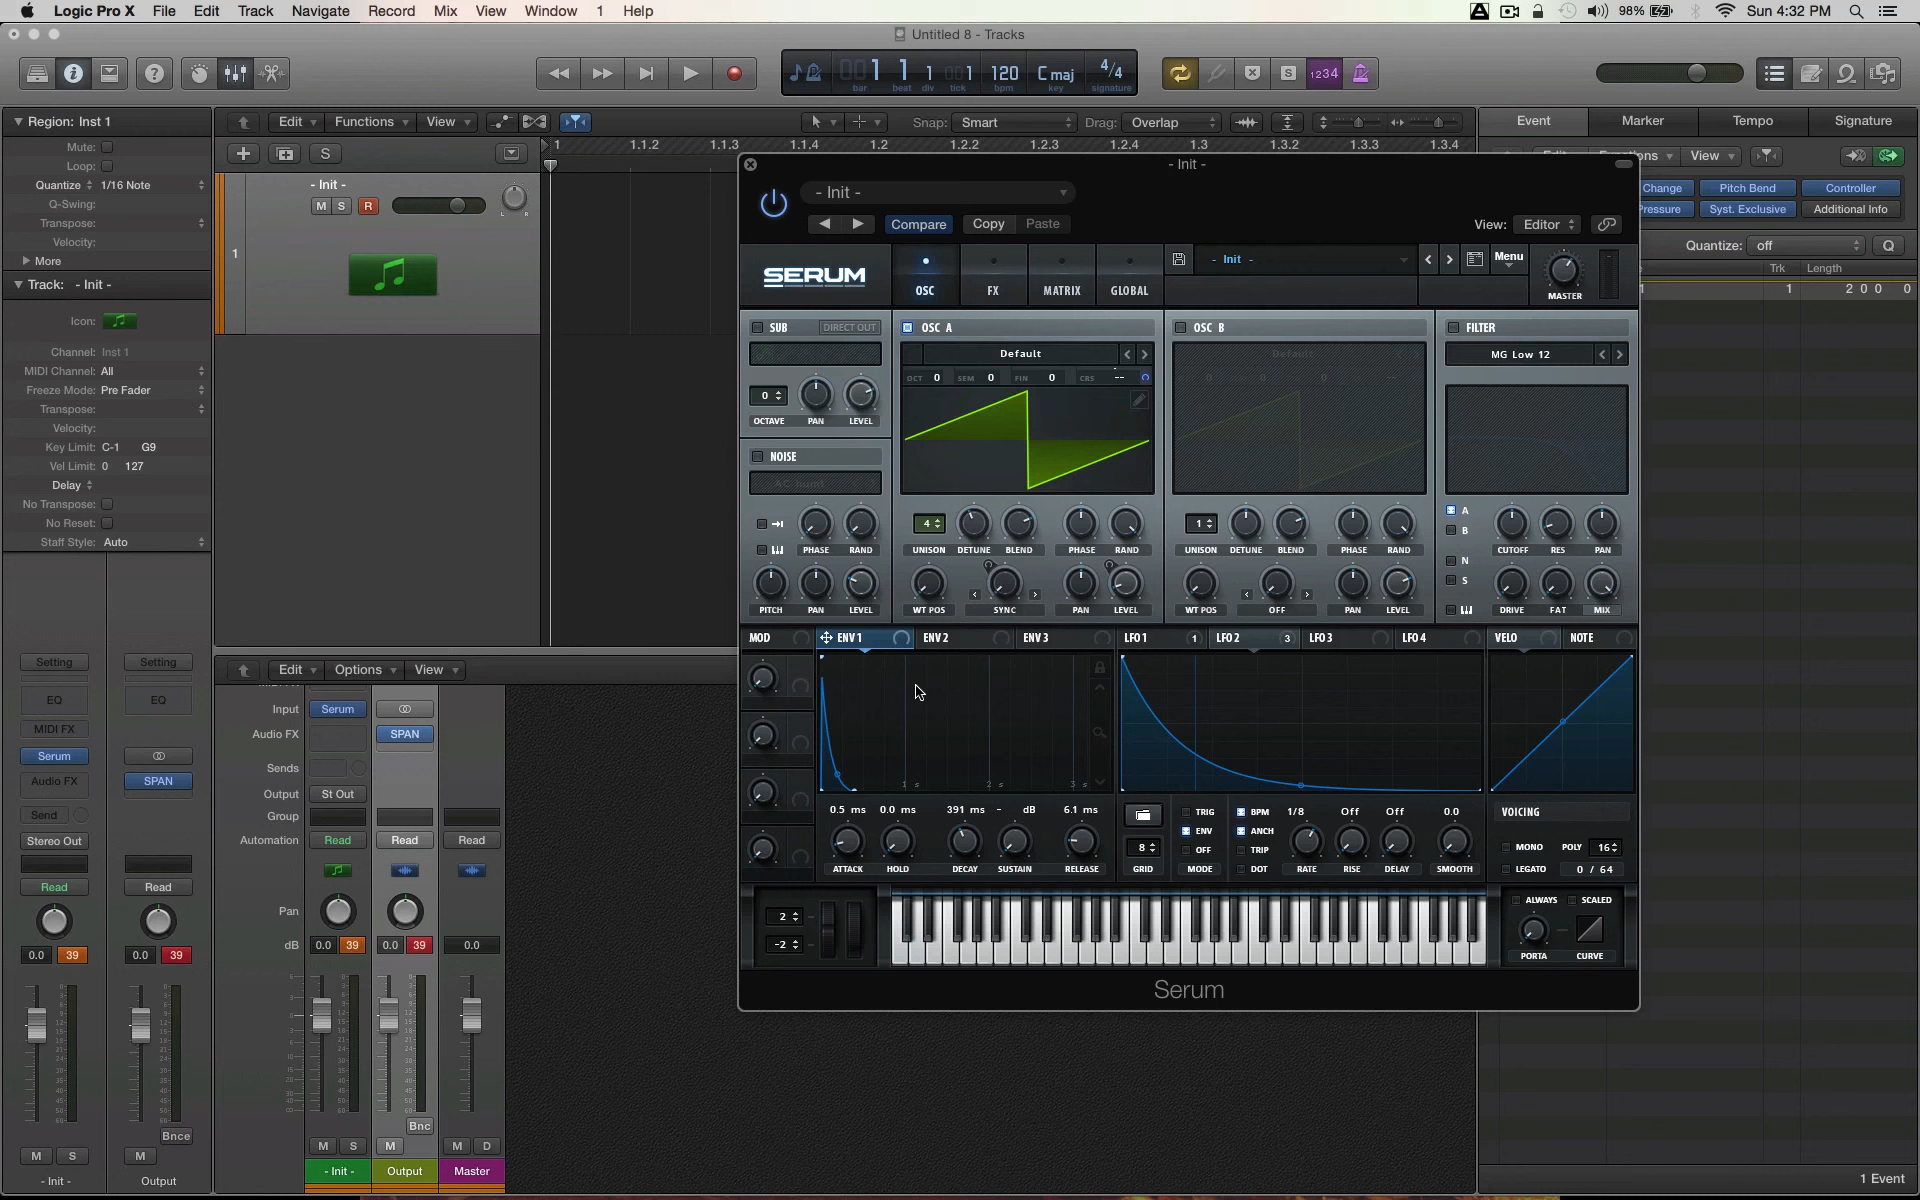 Logic Pro X File Edit Track Navigate Record Mix View Window 1 Help 98% Sun 4:32 PM
Untitled 8 - Tracks
1 1 1 120 C maj 4/4
bar beat div tick bpm key signature
1234
Region: Inst 1
Mute:
Loop:
Quantize 1/16 Note
Q-Swing:
Transpose:
Velocity:
More
Track: - Init -
Icon:
Channel: Inst 1
MIDI Channel: All
Freeze Mode: Pre Fader
Transpose:
Velocity:
Key Limit: C-1 G9
Vel Limit: 0 127
Delay
No Transpose:
No Reset:
Staff Style: Auto
Edit Functions View Snap: Smart Drag: Overlap
S 1 1.1.2 1.1.3 1.1.4 1.2 1.2.2 1.2.3 1.2.4 1.3 1.3.2 1.3.3 1.3.4
1 - Init -
M S R L R
Event Marker Tempo Signature
View
Change Pitch Bend Controller
Pressure Syst. Exclusive Additional Info
Quantize: off Q
Trk Length
1 2 0 0 0
- Init -
- Init -
Compare Copy Paste View: Editor
SERUM OSC FX MATRIX GLOBAL - Init - Menu MASTER
SUB DIRECT OUT OSC A OSC B FILTER
Default Default MG Low 12
OCT 0 SEM 0 FIN 0 CRS --
0
OCTAVE PAN LEVEL
NOISE
AC hum1
4 1 A
B
PHASE RAND UNISON DETUNE BLEND PHASE RAND UNISON DETUNE BLEND PHASE RAND CUTOFF RES PAN
N
S
PITCH PAN LEVEL WT POS SYNC PAN LEVEL WT POS OFF PAN LEVEL DRIVE FAT MIX
MOD ENV 1 ENV 2 ENV 3 LFO 1 1 LFO 2 3 LFO 3 LFO 4 VELO NOTE
1 s 2 s 3 s
0.5 ms 0.0 ms 391 ms - dB 6.1 ms TRIG BPM 1/8 Off Off 0.0 VOICING
ENV ANCH
8 OFF TRIP MONO POLY 16
ATTACK HOLD DECAY SUSTAIN RELEASE GRID MODE DOT RATE RISE DELAY SMOOTH LEGATO 0 / 64
2 ALWAYS SCALED
-2
PORTA CURVE
Serum
Edit Options View
Setting Setting
EQ EQ
MIDI FX
Serum
Audio FX SPAN
Send
Stereo Out
Read Read
0.0 39 0.0 39
Bnce
M S M
- Init - Output
Input Serum
Audio FX SPAN
Sends
Output St Out
Group
Automation Read Read Read
Pan
dB 0.0 39 0.0 39 0.0
Bnc
M S M M D
- Init - Output Master
1 Event